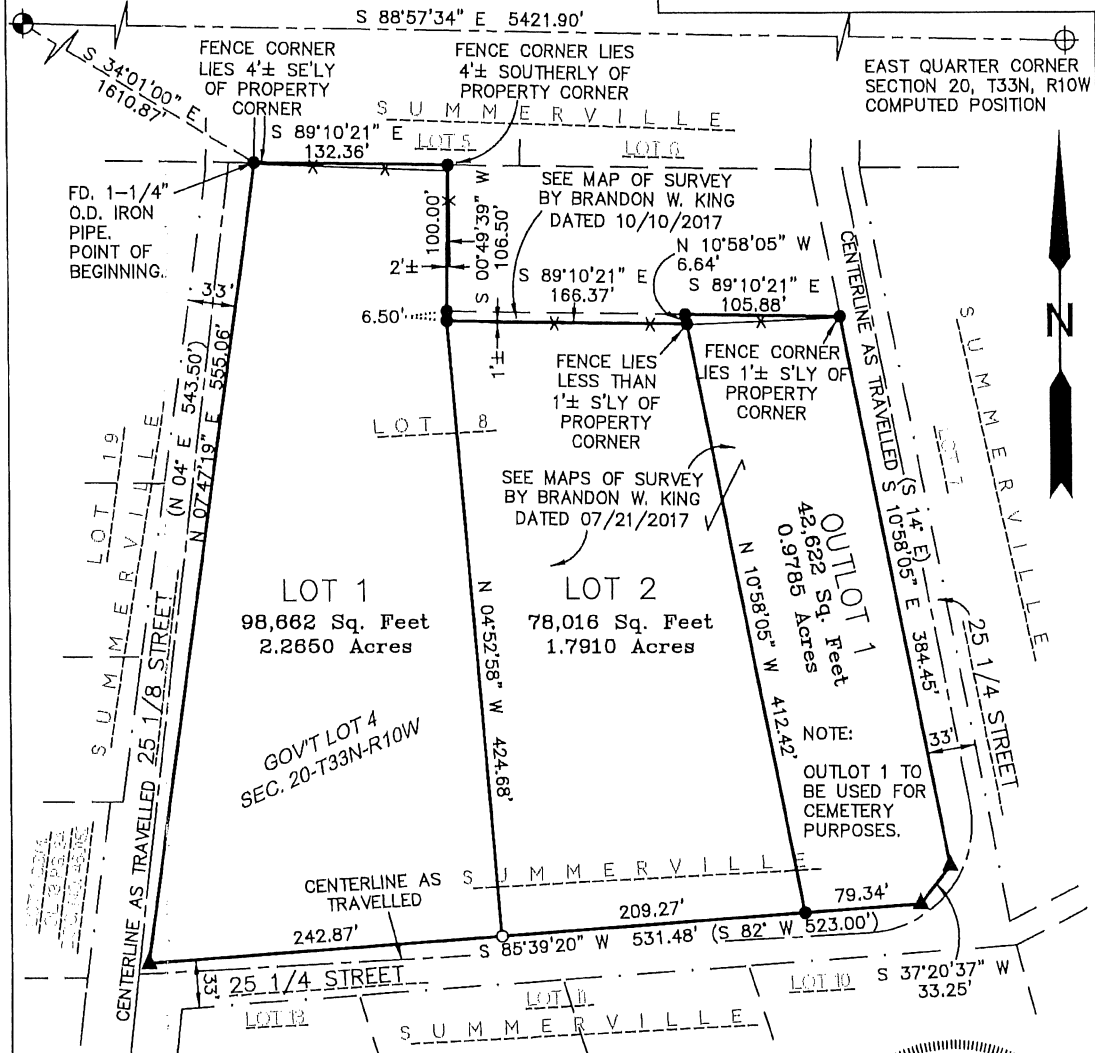 S 88°57'34" E 5421.90'
S 34°01'00" E
1610.87'
FENCE CORNER
LIES 4'± SE'LY
OF PROPERTY
CORNER
FENCE CORNER LIES
4'± SOUTHERLY OF
PROPERTY CORNER
EAST QUARTER CORNER
SECTION 20, T33N, R10W
COMPUTED POSITION
SUMMERVILLE
S 89°10'21" E
132.36'
LOT 5
LOT 6
FD. 1-1/4"
O.D. IRON
PIPE.
POINT OF
BEGINNING.
SEE MAP OF SURVEY
BY BRANDON W. KING
DATED 10/10/2017
100.00'
S 00°49'39" W
106.50'
2'±
N 10°58'05" W
6.64'
S 89°10'21" E
166.37'
S 89°10'21" E
105.88'
33'
6.50'
1'±
CENTERLINE AS TRAVELLED
N
FENCE LIES
LESS THAN
1'± S'LY OF
PROPERTY
CORNER
FENCE CORNER
LIES 1'± S'LY OF
PROPERTY
CORNER
(N 04° E 543.50')
N 07°47'19" E 555.06'
LOT 8
LOT 19
SUMMERVILLE
SEE MAPS OF SURVEY
BY BRANDON W. KING
DATED 07/21/2017
LOT 7
SUMMERVILLE
(S 14° E)
S 10°58'05" E 384.45'
LOT 1
98,662 Sq. Feet
2.2650 Acres
LOT 2
78,016 Sq. Feet
1.7910 Acres
OUTLOT 1
42,622 Sq. Feet
0.9785 Acres
N 04°52'58" W 424.68'
N 10°58'05" W 412.42'
25 1/8 STREET
25 1/4 STREET
GOV'T LOT 4
SEC. 20-T33N-R10W
33'
NOTE:
OUTLOT 1 TO
BE USED FOR
CEMETERY
PURPOSES.
CENTERLINE AS TRAVELLED
CENTERLINE AS
TRAVELLED
SUMMERVILLE
242.87'
209.27'
79.34'
S 85°39'20" W 531.48' (S 82° W 523.00')
33'
25 1/4 STREET
S 37°20'37" W
33.25'
LOT 13
LOT 11
LOT 10
SUMMERVILLE